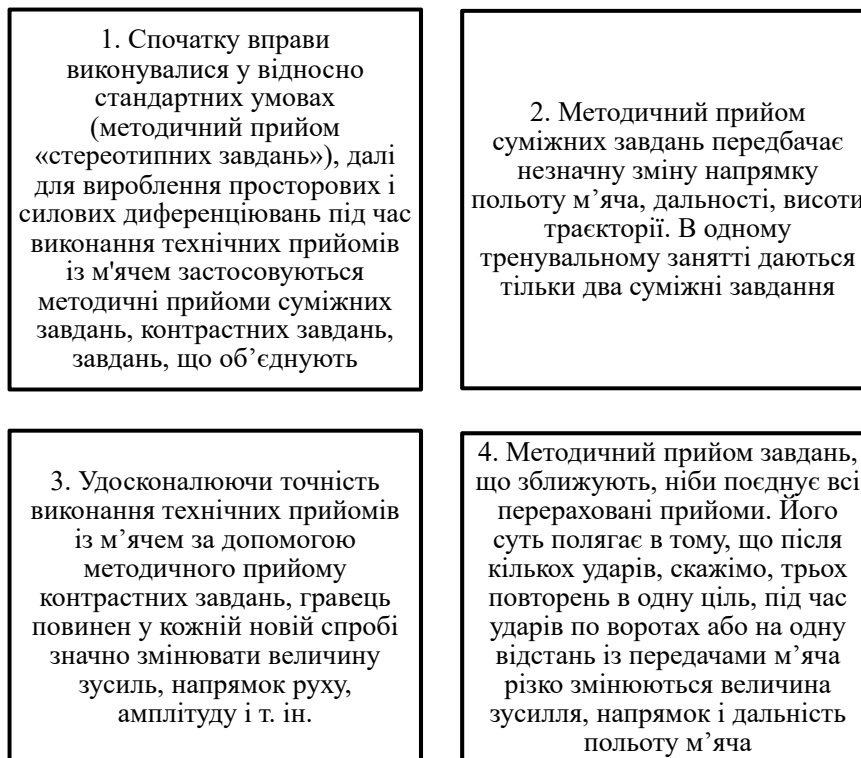 1. Спочатку вправи
виконувалися у відносно
стандартних умовах
(методичний прийом
«стереотипних завдань»), далі
для вироблення просторових і
силових диференціювань під час
виконання технічних прийомів
із м'ячем застосовуються
методичні прийоми суміжних
завдань, контрастних завдань,
завдань, що об’єднують
2. Методичний прийом
суміжних завдань передбачає
незначну зміну напрямку
польоту м’яча, дальності, висоти
траєкторії. В одному
тренувальному занятті даються
тільки два суміжні завдання
3. Удосконалюючи точність
виконання технічних прийомів
із м’ячем за допомогою
методичного прийому
контрастних завдань, гравець
повинен у кожній новій спробі
значно змінювати величину
зусиль, напрямок руху,
амплітуду і т. ін.
4. Методичний прийом завдань,
що зближують, ніби поєднує всі
перераховані прийоми. Його
суть полягає в тому, що після
кількох ударів, скажімо, трьох
повторень в одну ціль, під час
ударів по воротах або на одну
відстань із передачами м’яча
різко змінюються величина
зусилля, напрямок і дальність
польоту м’яча